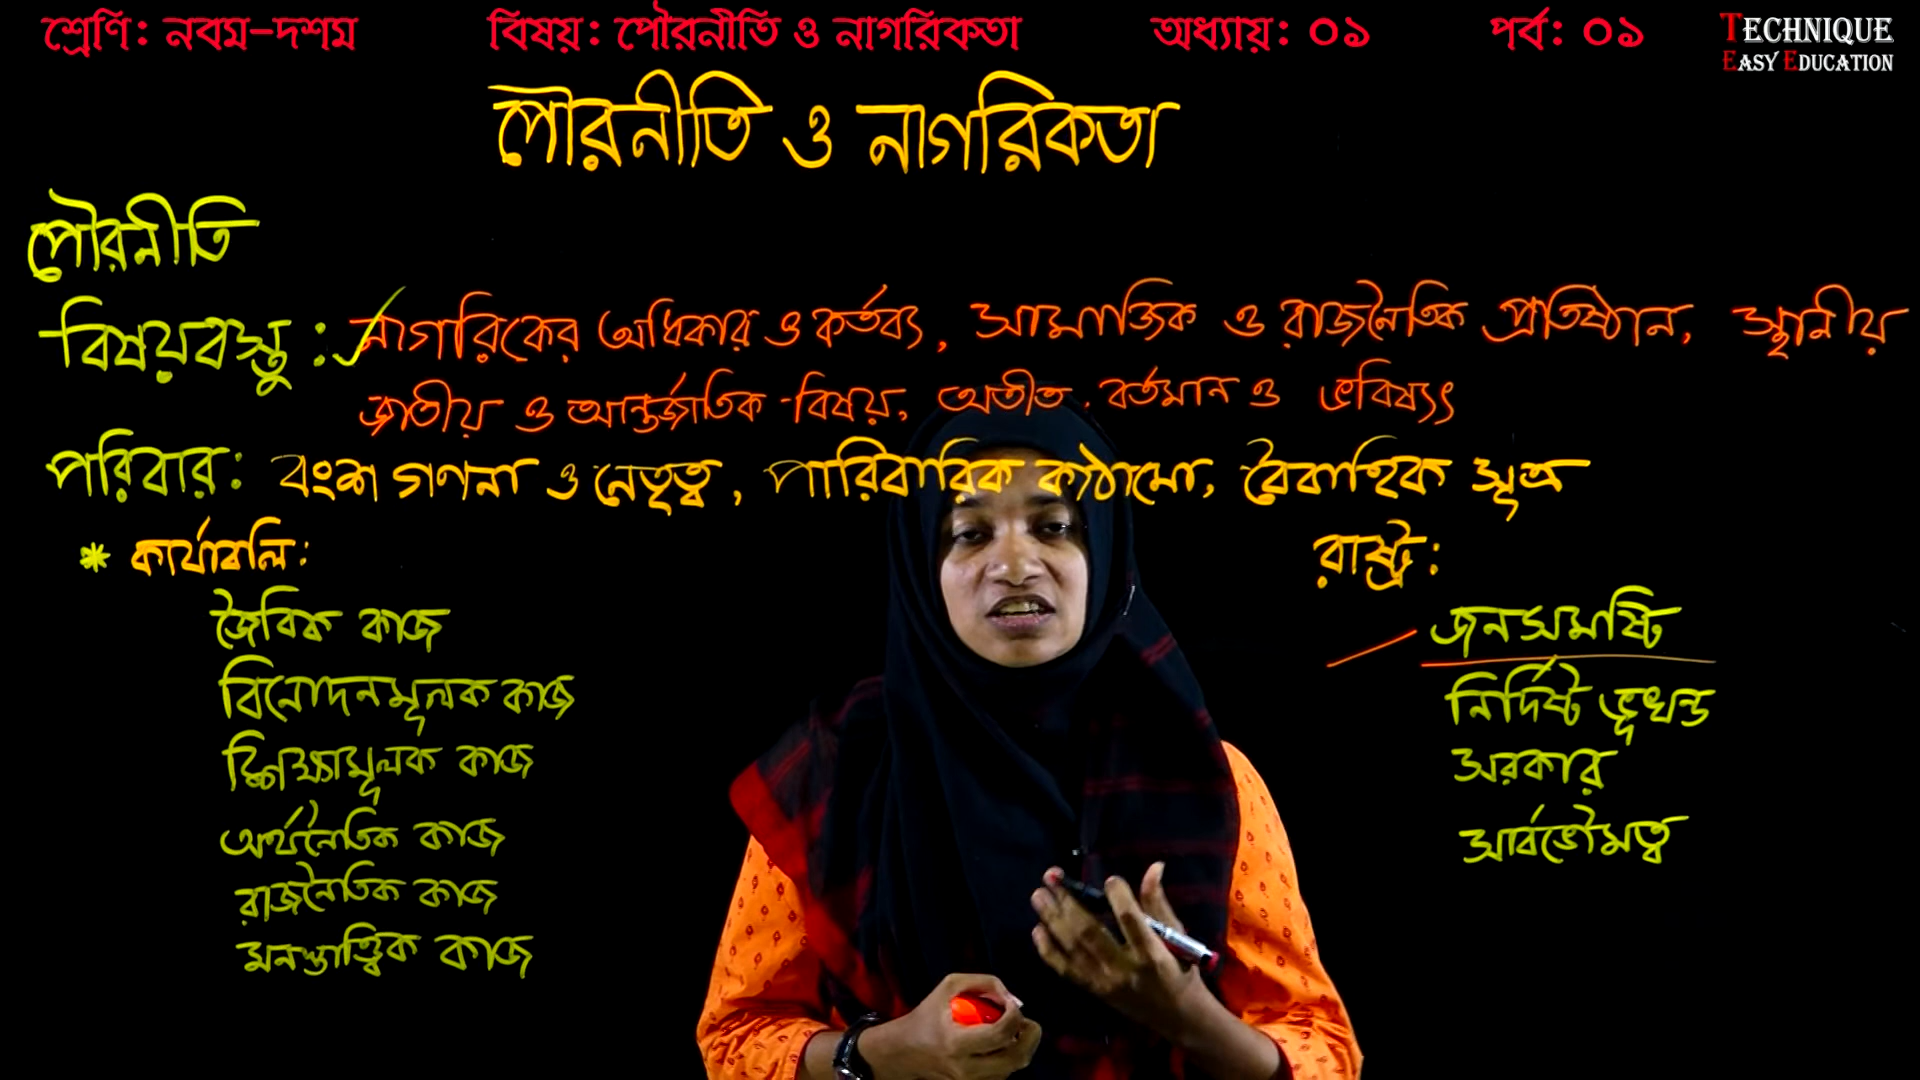 শ্রেণি: নবম-দশম বিষয়: পৌরনীতি ও নাগরিকতা অধ্যায়: ০১ পর্ব: ০১ TECHNIQUE EASY EDUCATION
পৌরনীতি ও নাগরিকতা
পৌরনীতি
বিষয়বস্তু: নাগরিকের অধিকার ও কর্তব্য, সামাজিক ও রাজনৈতিক প্রতিষ্ঠান, স্থানীয়
জাতীয় ও আন্তর্জাতিক বিষয়, অতীত, বর্তমান ও ভবিষ্যৎ
পরিবার: বংশ গণনা ও নেতৃত্ব, পারিবারিক কাঠামো, বৈবাহিক সূত্র
* কার্যাবলি:
জৈবিক কাজ
বিনোদনমূলক কাজ
শিক্ষামূলক কাজ
অর্থনৈতিক কাজ
রাজনৈতিক কাজ
মনস্তাত্ত্বিক কাজ
রাষ্ট্র:
জনসমষ্টি
নির্দিষ্ট ভূখন্ড
সরকার
সার্বভৌমত্ব